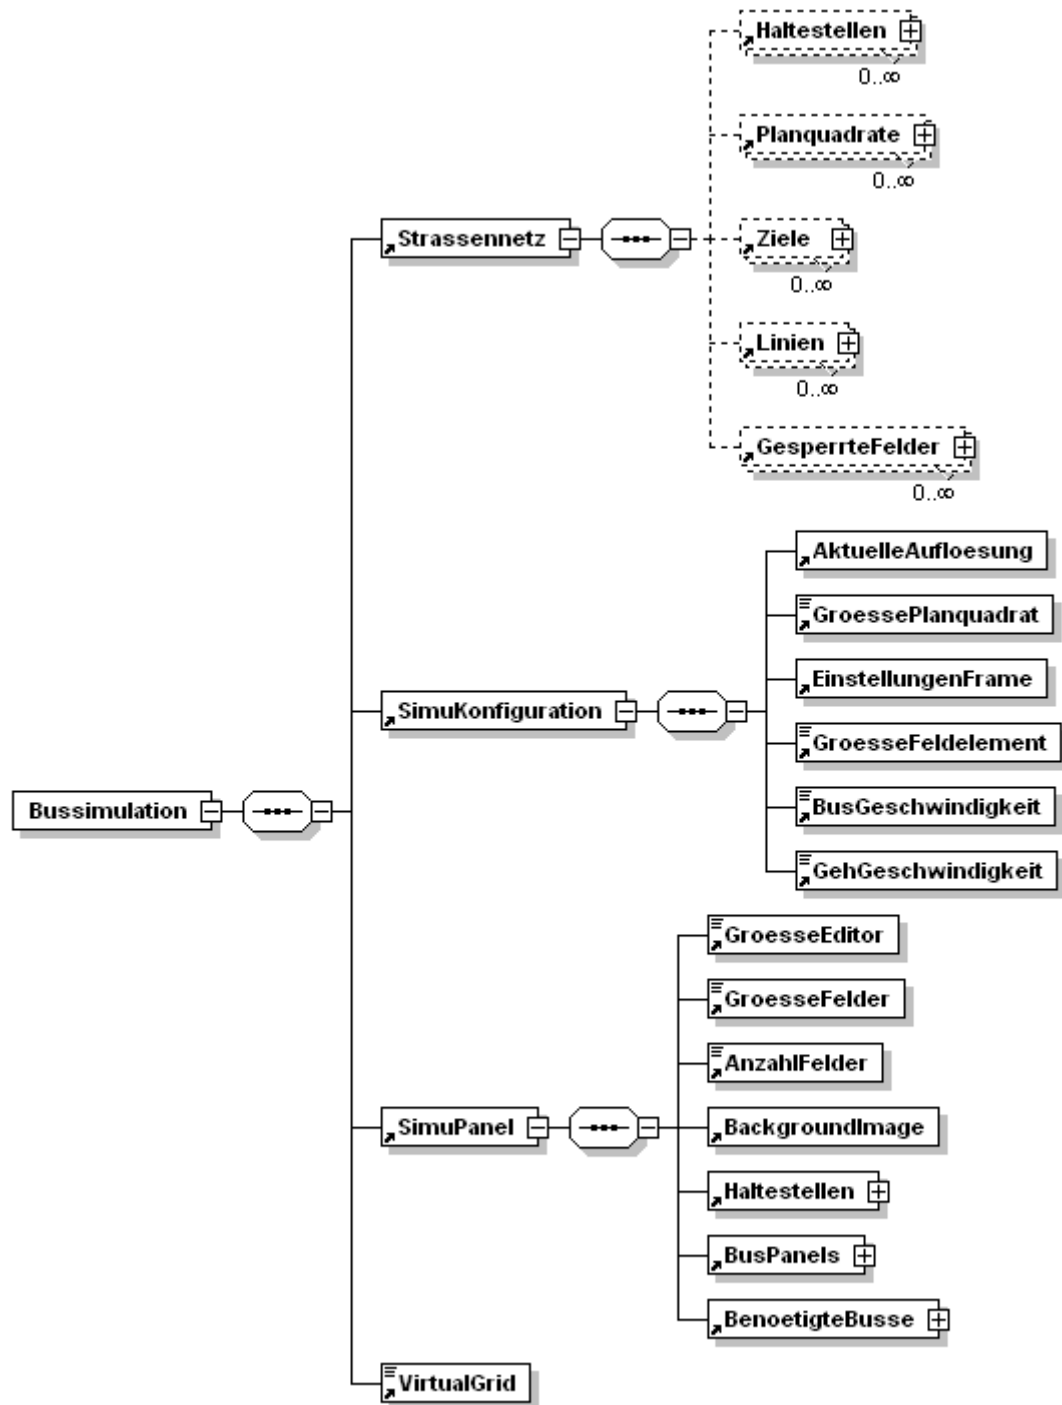 Haltestellen
0..∞
Planquadrate
0..∞
Strassennetz
Ziele
0..∞
Linien
0..∞
GesperrteFelder
0..∞
AktuelleAufloesung
GroessePlanquadrat
EinstellungenFrame
SimuKonfiguration
GroesseFeldelement
Bussimulation
BusGeschwindigkeit
GehGeschwindigkeit
GroesseEditor
GroesseFelder
AnzahlFelder
SimuPanel
BackgroundImage
Haltestellen
BusPanels
BenoetigteBusse
VirtualGrid